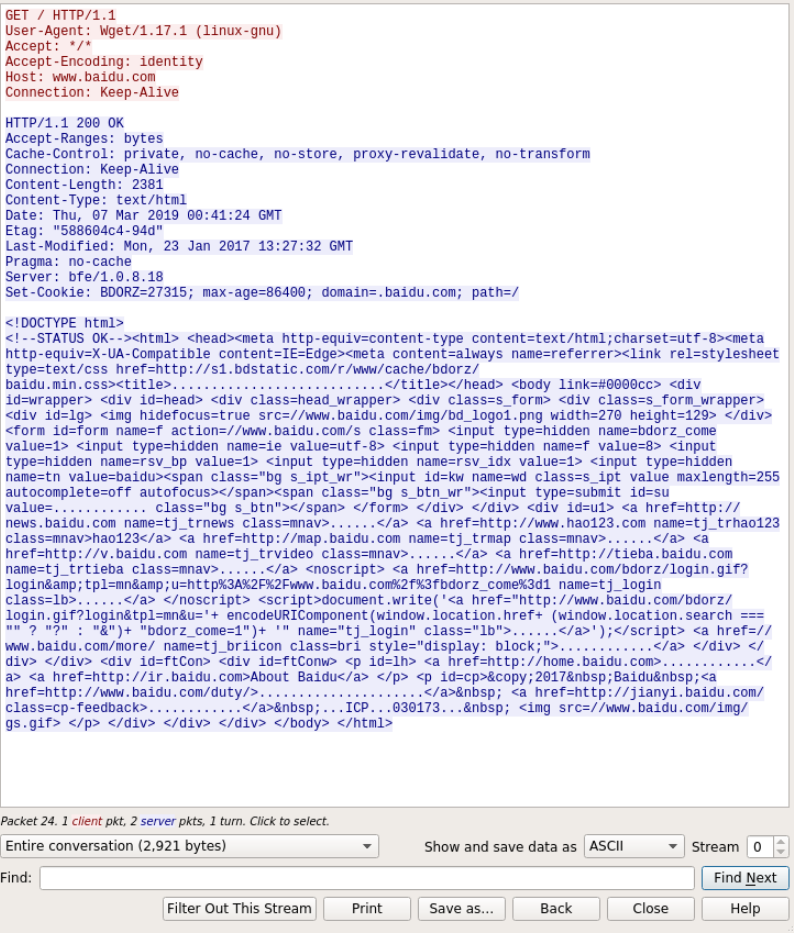 GET / HTTP/1.1
User-Agent: Wget/1.17.1 (linux-gnu)
Accept: */*
Accept-Encoding: identity
Host: www.baidu.com
Connection: Keep-Alive

HTTP/1.1 200 OK
Accept-Ranges: bytes
Cache-Control: private, no-cache, no-store, proxy-revalidate, no-transform
Connection: Keep-Alive
Content-Length: 2381
Content-Type: text/html
Date: Thu, 07 Mar 2019 00:41:24 GMT
Etag: "588604c4-94d"
Last-Modified: Mon, 23 Jan 2017 13:27:32 GMT
Pragma: no-cache
Server: bfe/1.0.8.18
Set-Cookie: BDORZ=27315; max-age=86400; domain=.baidu.com; path=/

<!DOCTYPE html>
<!--STATUS OK--><html> <head><meta http-equiv=content-type content=text/html;charset=utf-8><meta
http-equiv=X-UA-Compatible content=IE=Edge><meta content=always name=referrer><link rel=stylesheet
type=text/css href=http://s1.bdstatic.com/r/www/cache/bdorz/
baidu.min.css><title>...........................</title></head> <body link=#0000cc> <div
id=wrapper> <div id=head> <div class=head_wrapper> <div class=s_form> <div class=s_form_wrapper>
<div id=lg> <img hidefocus=true src=//www.baidu.com/img/bd_logo1.png width=270 height=129> </div>
<form id=form name=f action=//www.baidu.com/s class=fm> <input type=hidden name=bdorz_come
value=1> <input type=hidden name=ie value=utf-8> <input type=hidden name=f value=8> <input
type=hidden name=rsv_bp value=1> <input type=hidden name=rsv_idx value=1> <input type=hidden
name=tn value=baidu><span class="bg s_ipt_wr"><input id=kw name=wd class=s_ipt value maxlength=255
autocomplete=off autofocus></span><span class="bg s_btn_wr"><input type=submit id=su
value=............ class="bg s_btn"></span> </form> </div> </div> <div id=u1> <a href=http://
news.baidu.com name=tj_trnews class=mnav>......</a> <a href=http://www.hao123.com name=tj_trhao123
class=mnav>hao123</a> <a href=http://map.baidu.com name=tj_trmap class=mnav>......</a> <a
href=http://v.baidu.com name=tj_trvideo class=mnav>......</a> <a href=http://tieba.baidu.com
name=tj_trtieba class=mnav>......</a> <noscript> <a href=http://www.baidu.com/bdorz/login.gif?
login&amp;tpl=mn&amp;u=http%3A%2F%2Fwww.baidu.com%2f%3fbdorz_come%3d1 name=tj_login
class=lb>......</a> </noscript> <script>document.write('<a href="http://www.baidu.com/bdorz/
login.gif?login&tpl=mn&u='+ encodeURIComponent(window.location.href+ (window.location.search ===
"" ? "?" : "&")+ "bdorz_come=1")+ '" name="tj_login" class="lb">......</a>');</script> <a href=//
www.baidu.com/more/ name=tj_briicon class=bri style="display: block;">............</a> </div> </
div> </div> <div id=ftCon> <div id=ftConw> <p id=lh> <a href=http://home.baidu.com>............</
a> <a href=http://ir.baidu.com>About Baidu</a> </p> <p id=cp>&copy;2017&nbsp;Baidu&nbsp;<a
href=http://www.baidu.com/duty/>.....................</a>&nbsp; <a href=http://jianyi.baidu.com/
class=cp-feedback>............</a>&nbsp;...ICP...030173...&nbsp; <img src=//www.baidu.com/img/
gs.gif> </p> </div> </div> </div> </body> </html>
Packet 24. 1 client pkt, 2 server pkts, 1 turn. Click to select.
Entire conversation (2,921 bytes) Show and save data as ASCII Stream 0
Find: Find Next
Filter Out This Stream Print Save as... Back Close Help